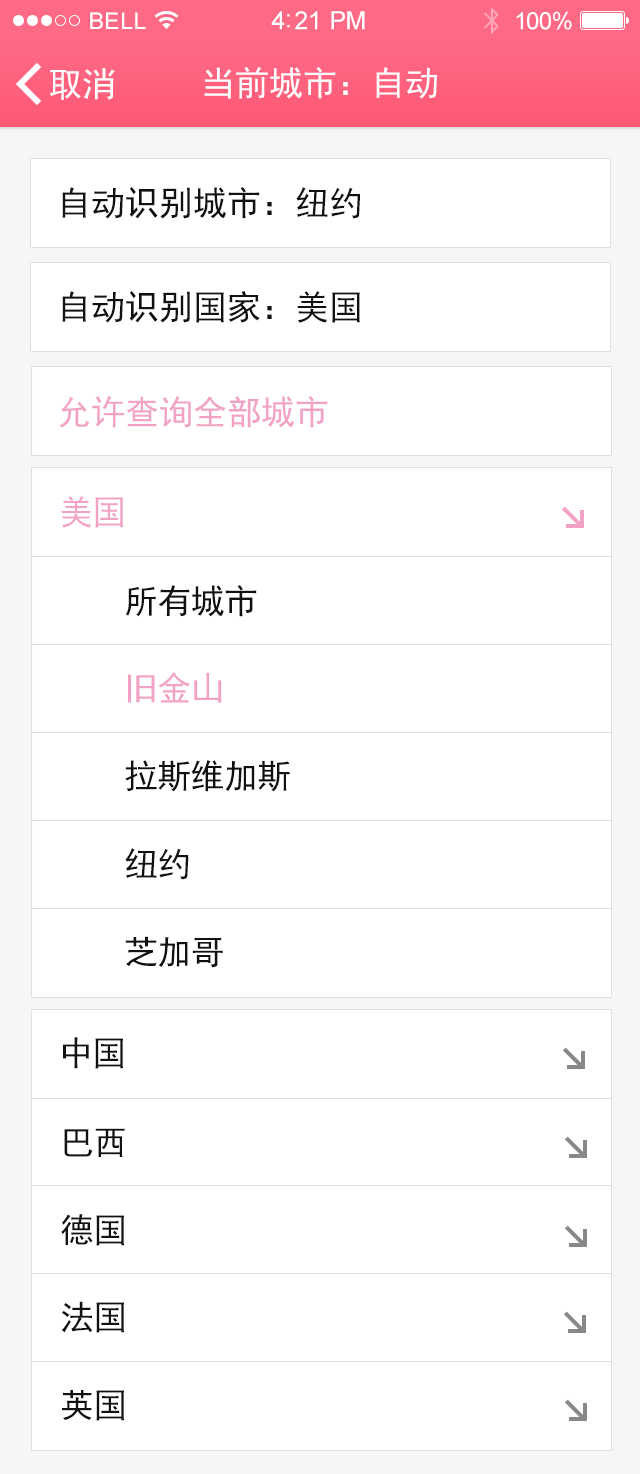 BELL 4:21 PM 100%
取消 当前城市：自动
自动识别城市：纽约
自动识别国家：美国
允许查询全部城市
美国
所有城市
旧金山
拉斯维加斯
纽约
芝加哥
中国
巴西
德国
法国
英国